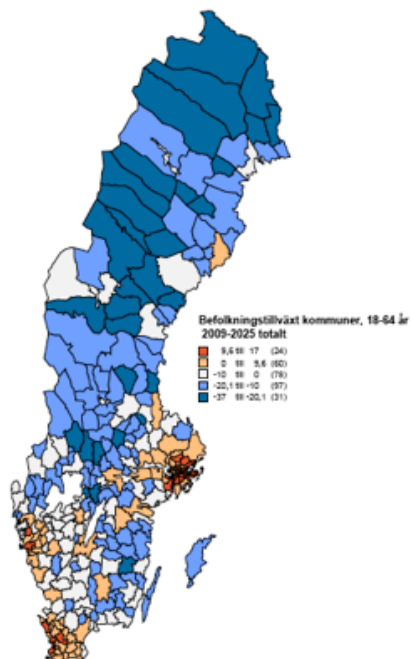 Befolkningstillväxt kommuner, 18-64 år
2009-2025 totalt
9,6 till 17 (24)
0 till 9,6 (60)
-10 till 0 (78)
-20,1 till -10 (97)
-37 till -20,1 (31)